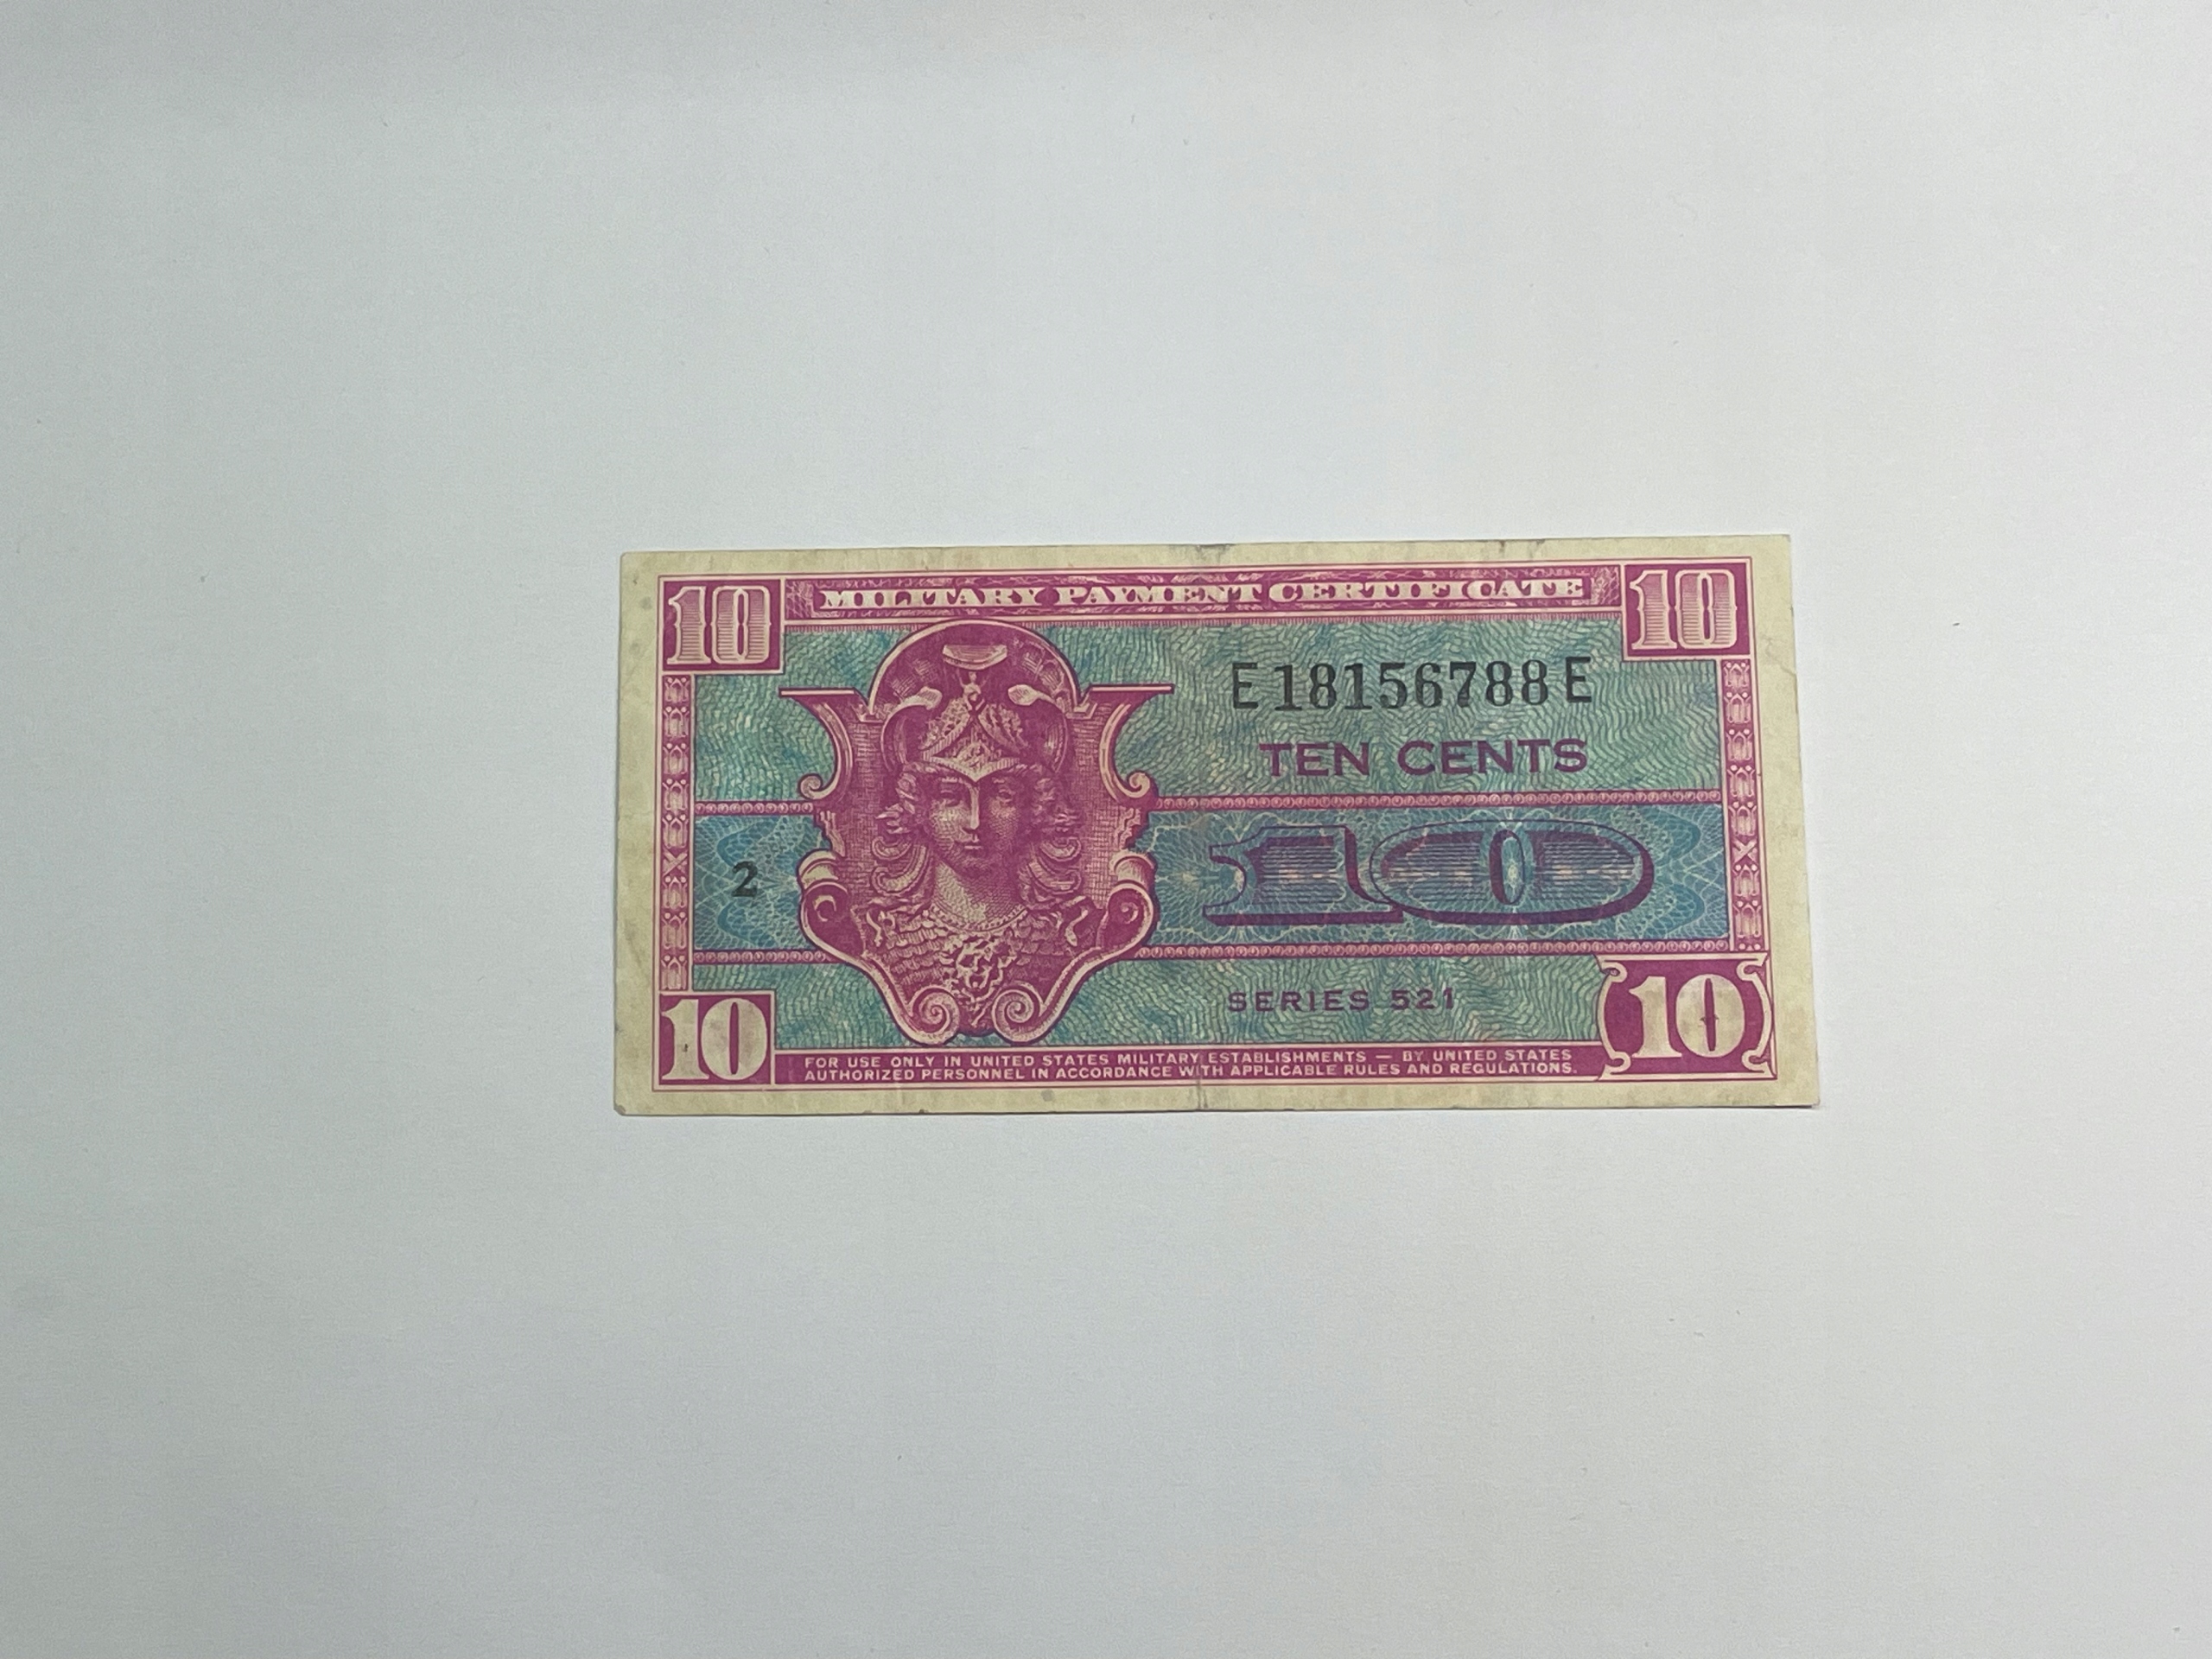 10 MILITARY PAYMENT CERTIFICATE 10
E18156788E
TEN CENTS
2
10
SERIES 521
10 FOR USE ONLY IN UNITED STATES MILITARY ESTABLISHMENTS — BY UNITED STATES 10
AUTHORIZED PERSONNEL IN ACCORDANCE WITH APPLICABLE RULES AND REGULATIONS.